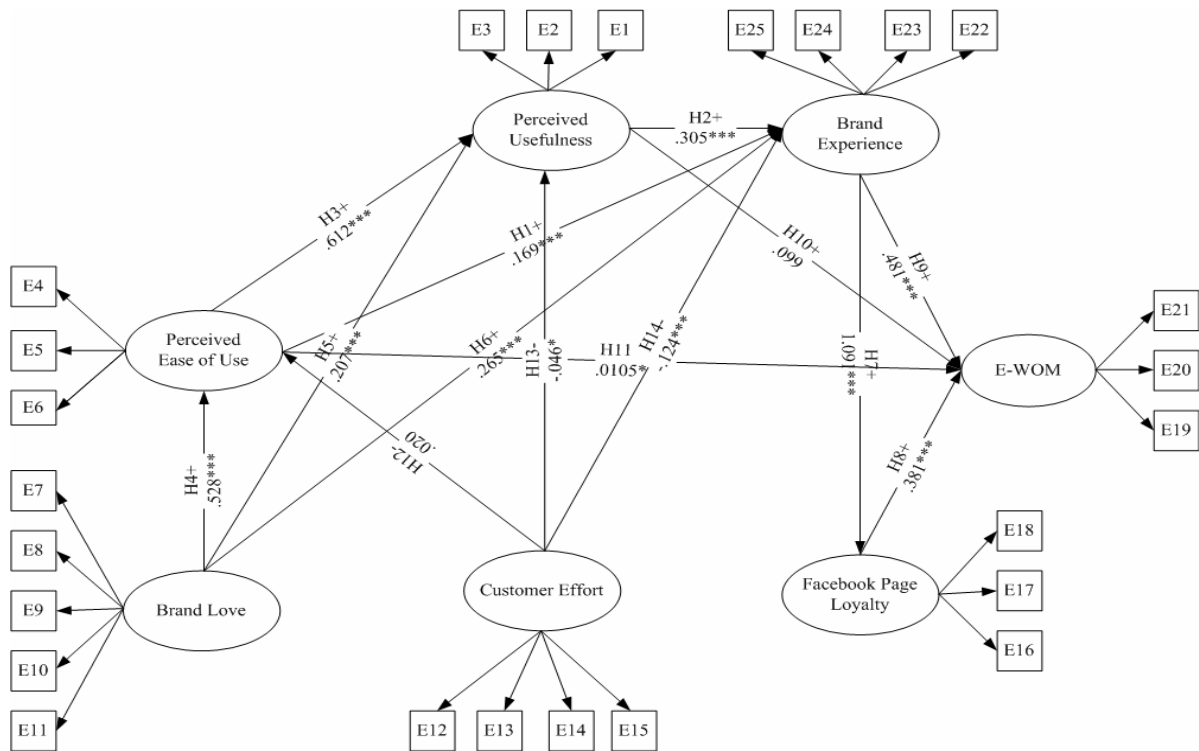 E3
E2
E1
E25
E24
E23
E22
Perceived
Usefulness
H2+
.305***
Brand
Experience
H3+
.612***
H1+
.169***
H10+
.099
H9+
.481***
E4
E5
E6
Perceived
Ease of Use
H5+
.207***
H6+
.265***
H13-
-.046*
H14-
-.124***
H11
.0105*
H7+
1.091***
E-WOM
E21
E20
E19
H4+
.528***
.020
H12-
H8+
.381***
E7
E8
E9
E10
E11
Brand Love
Customer Effort
Facebook Page
Loyalty
E18
E17
E16
E12
E13
E14
E15